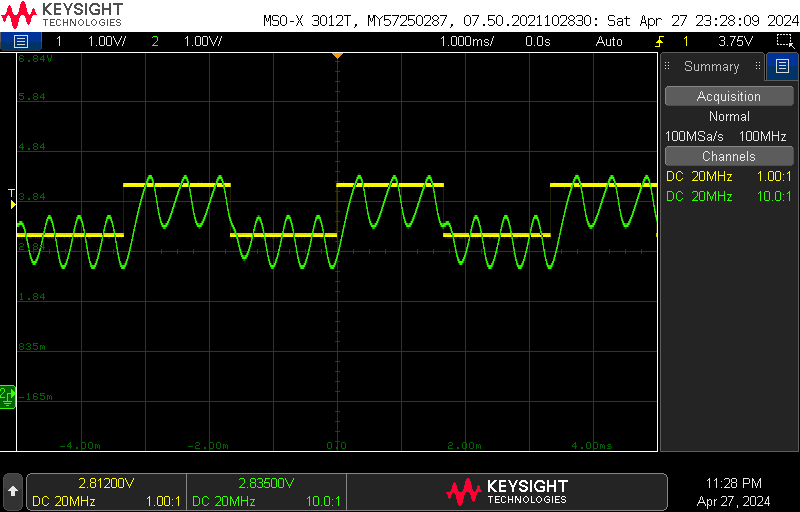 KEYSIGHT
TECHNOLOGIES
MSO-X 3012T, MY57250287, 07.50.2021102830: Sat Apr 27 23:28:09 2024
1 1.00V/ 2 1.00V/ 1.000ms/ 0.0s Auto 1 3.75V
6.84V
5.84
4.84
3.84
2.84
1.84
835m
-165m
-4.00m -2.00m 0.0 2.00m 4.00ms
T
2
Summary
Acquisition
Normal
100MSa/s 100MHz
Channels
DC 20MHz 1.00:1
DC 20MHz 10.0:1
2.81200V 2.83500V
DC 20MHz 1.00:1 DC 20MHz 10.0:1
KEYSIGHT
TECHNOLOGIES
11:28 PM
Apr 27, 2024